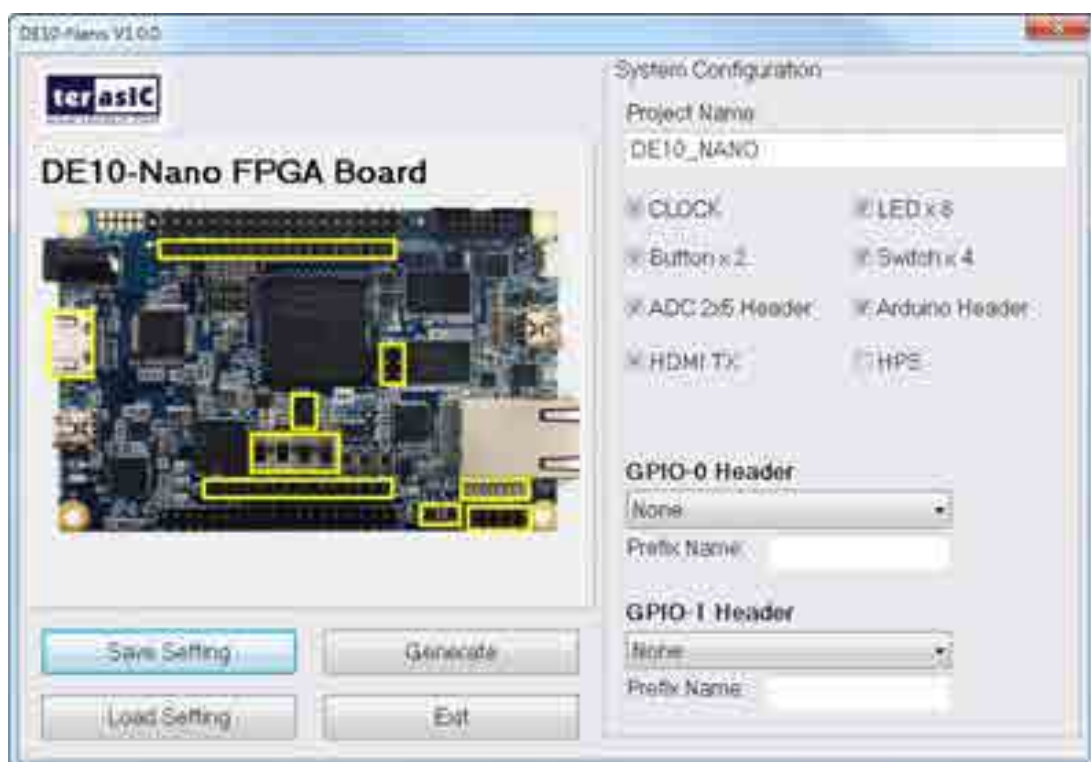 DE10-Nano V1.0.0
terasIC
DE10-Nano FPGA Board
System Configuration
Project Name
DE10_NANO
CLOCK
LED x 8
Button x 2
Switch x 4
ADC 2x5 Header
Arduino Header
HDMI TX
HPS
GPIO-0 Header
None
Prefix Name:
GPIO-1 Header
None
Prefix Name:
Save Setting
Generate
Load Setting
Exit